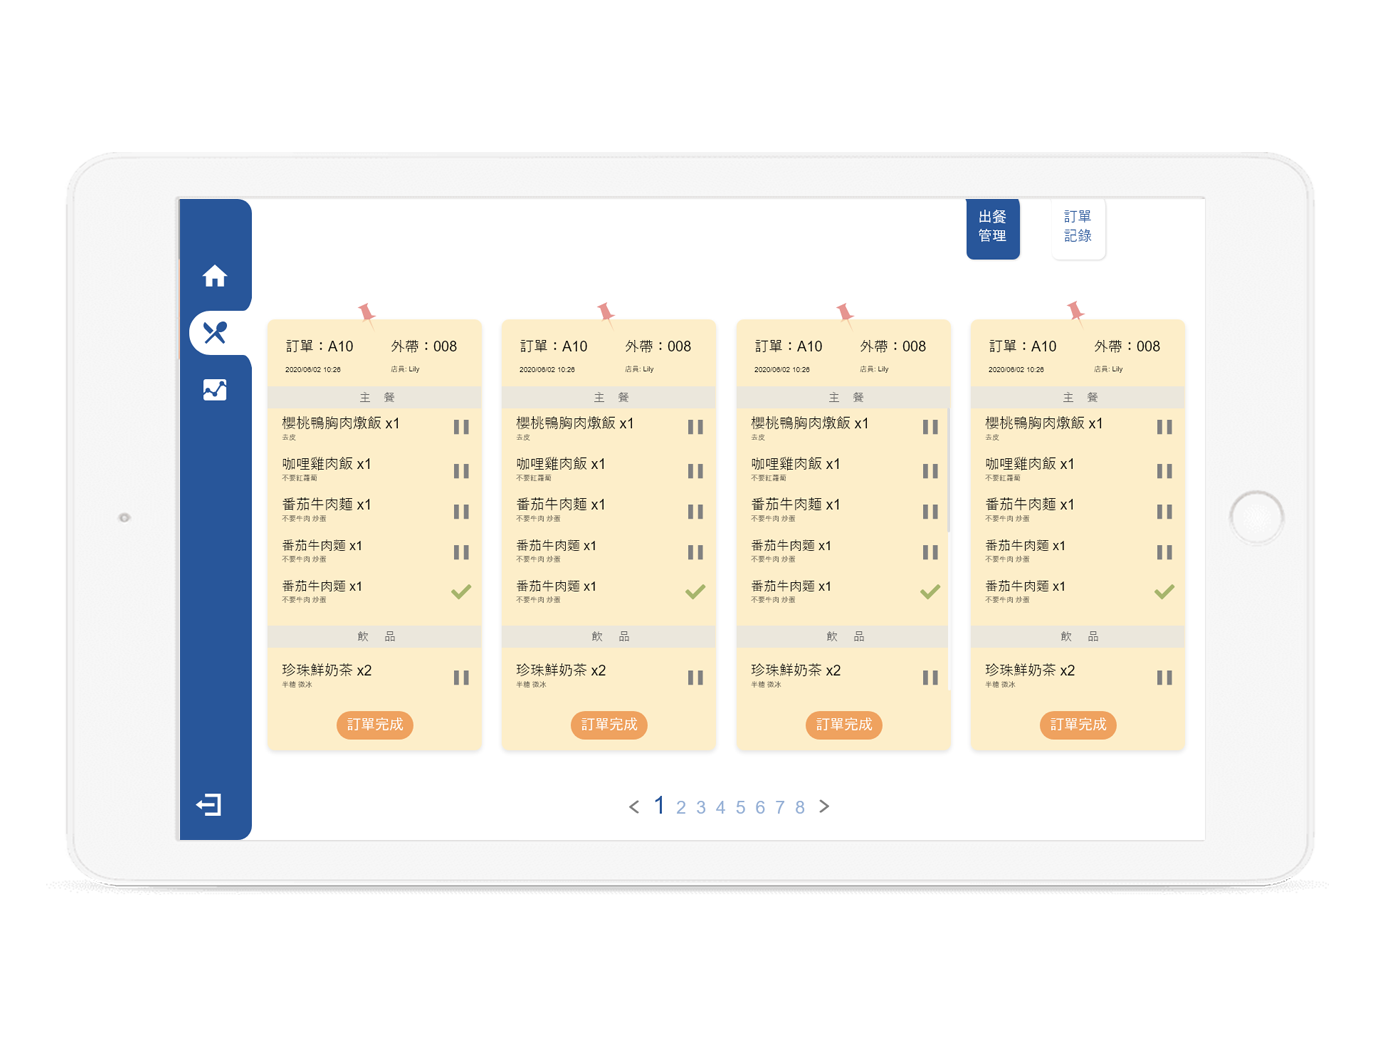 出餐
管理
訂單
記錄
訂單：A10 外帶：008
2020/06/02 10:26 店員: Lily
主 餐
櫻桃鴨胸肉燉飯 x1
去皮
咖哩雞肉飯 x1
不要紅蘿蔔
番茄牛肉麵 x1
不要牛肉 炒蛋
番茄牛肉麵 x1
不要牛肉 炒蛋
番茄牛肉麵 x1
不要牛肉 炒蛋
飲 品
珍珠鮮奶茶 x2
半糖 微冰
訂單完成
訂單：A10 外帶：008
2020/06/02 10:26 店員: Lily
主 餐
櫻桃鴨胸肉燉飯 x1
去皮
咖哩雞肉飯 x1
不要紅蘿蔔
番茄牛肉麵 x1
不要牛肉 炒蛋
番茄牛肉麵 x1
不要牛肉 炒蛋
番茄牛肉麵 x1
不要牛肉 炒蛋
飲 品
珍珠鮮奶茶 x2
半糖 微冰
訂單完成
訂單：A10 外帶：008
2020/06/02 10:26 店員: Lily
主 餐
櫻桃鴨胸肉燉飯 x1
去皮
咖哩雞肉飯 x1
不要紅蘿蔔
番茄牛肉麵 x1
不要牛肉 炒蛋
番茄牛肉麵 x1
不要牛肉 炒蛋
番茄牛肉麵 x1
不要牛肉 炒蛋
飲 品
珍珠鮮奶茶 x2
半糖 微冰
訂單完成
訂單：A10 外帶：008
2020/06/02 10:26 店員: Lily
主 餐
櫻桃鴨胸肉燉飯 x1
去皮
咖哩雞肉飯 x1
不要紅蘿蔔
番茄牛肉麵 x1
不要牛肉 炒蛋
番茄牛肉麵 x1
不要牛肉 炒蛋
番茄牛肉麵 x1
不要牛肉 炒蛋
飲 品
珍珠鮮奶茶 x2
半糖 微冰
訂單完成
< 1 2 3 4 5 6 7 8 >